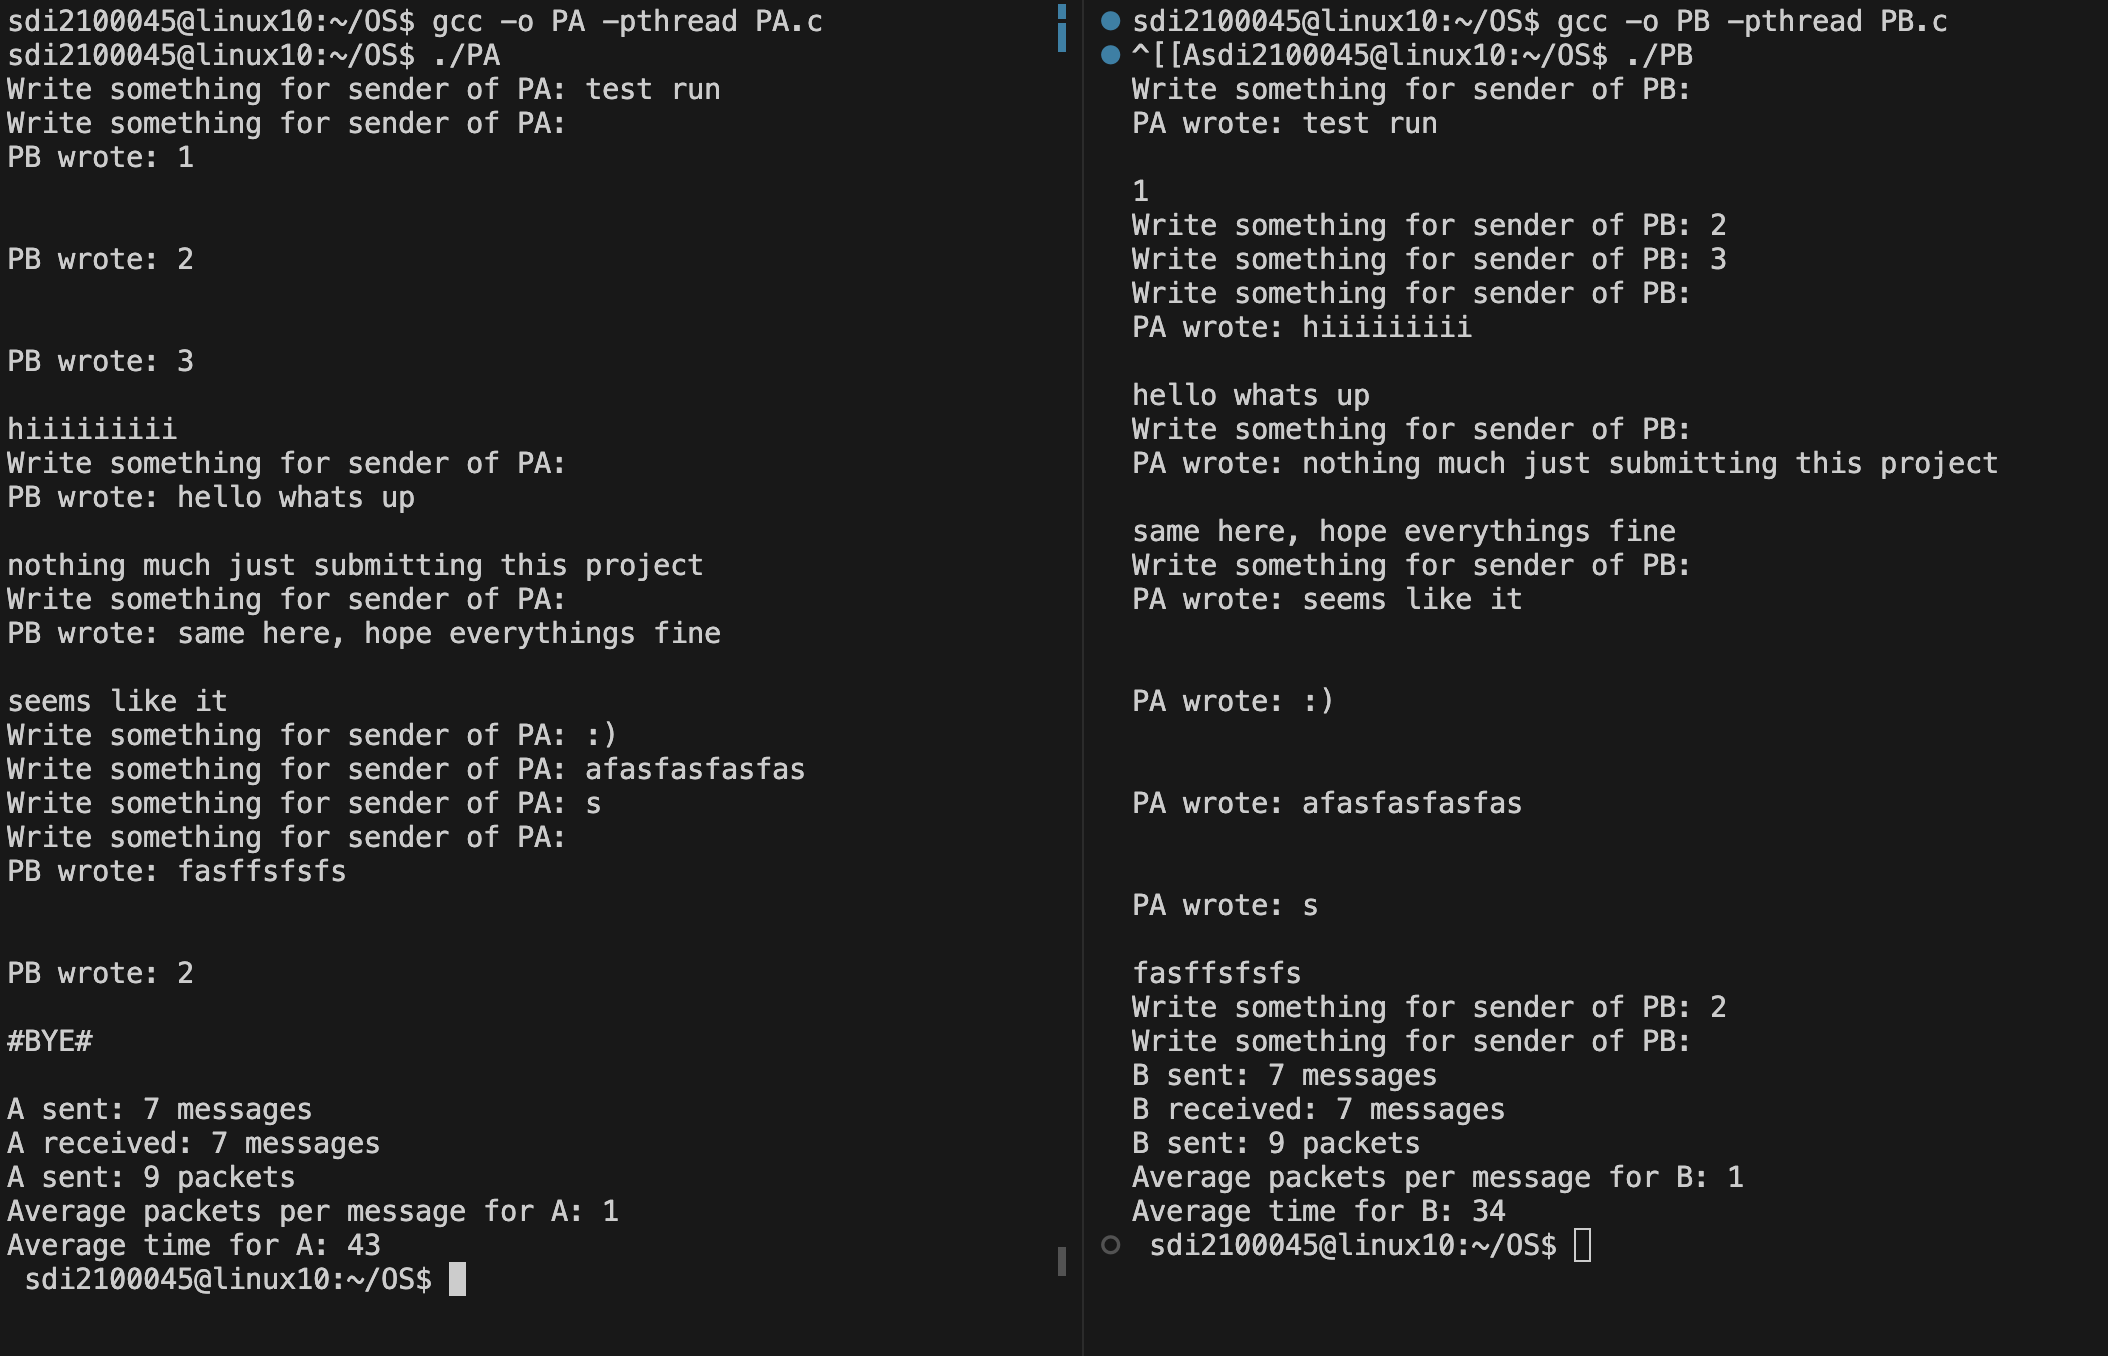 sdi2100045@linux10:~/OS$ gcc -o PA -pthread PA.c
sdi2100045@linux10:~/OS$ ./PA
Write something for sender of PA: test run
Write something for sender of PA:
PB wrote: 1
PB wrote: 2
PB wrote: 3
hiiiiiiiii
Write something for sender of PA:
PB wrote: hello whats up
nothing much just submitting this project
Write something for sender of PA:
PB wrote: same here, hope everythings fine
seems like it
Write something for sender of PA: :)
Write something for sender of PA: afasfasfasfas
Write something for sender of PA: s
Write something for sender of PA:
PB wrote: fasffsfsfs
PB wrote: 2
#BYE#
A sent: 7 messages
A received: 7 messages
A sent: 9 packets
Average packets per message for A: 1
Average time for A: 43
sdi2100045@linux10:~/OS$
sdi2100045@linux10:~/OS$ gcc -o PB -pthread PB.c
^[[Asdi2100045@linux10:~/OS$ ./PB
Write something for sender of PB:
PA wrote: test run
1
Write something for sender of PB: 2
Write something for sender of PB: 3
Write something for sender of PB:
PA wrote: hiiiiiiiii
hello whats up
Write something for sender of PB:
PA wrote: nothing much just submitting this project
same here, hope everythings fine
Write something for sender of PB:
PA wrote: seems like it
PA wrote: :)
PA wrote: afasfasfasfas
PA wrote: s
fasffsfsfs
Write something for sender of PB: 2
Write something for sender of PB:
B sent: 7 messages
B received: 7 messages
B sent: 9 packets
Average packets per message for B: 1
Average time for B: 34
sdi2100045@linux10:~/OS$